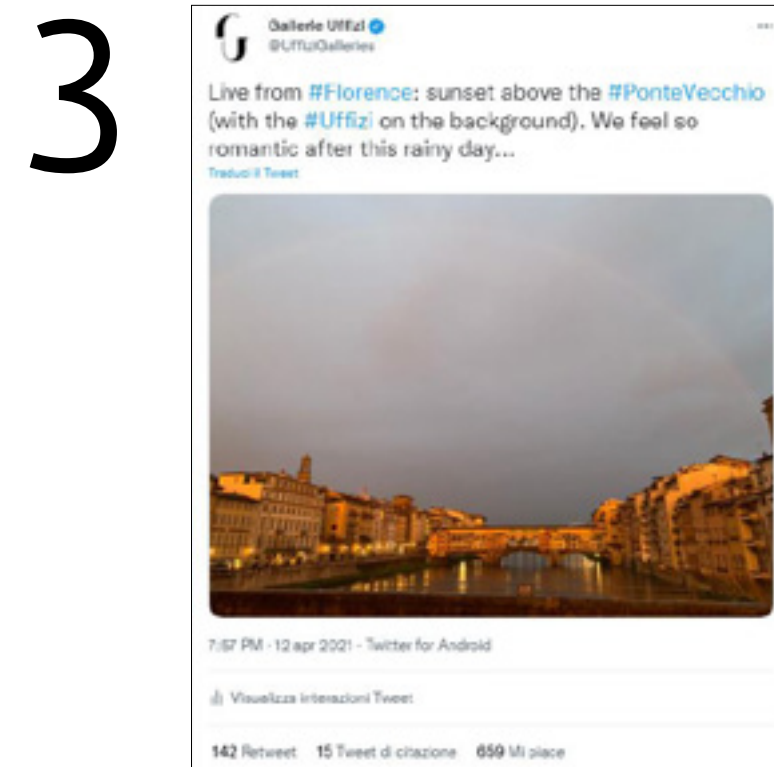 3
Gallerie Uffizi
@UffiziGalleries
Live from #Florence: sunset above the #PonteVecchio
(with the #Uffizi on the background). We feel so
romantic after this rainy day...
Traduci il Tweet
7:57 PM · 12 apr 2021 · Twitter for Android
Visualizza interazioni Tweet
142 Retweet 15 Tweet di citazione 659 Mi piace